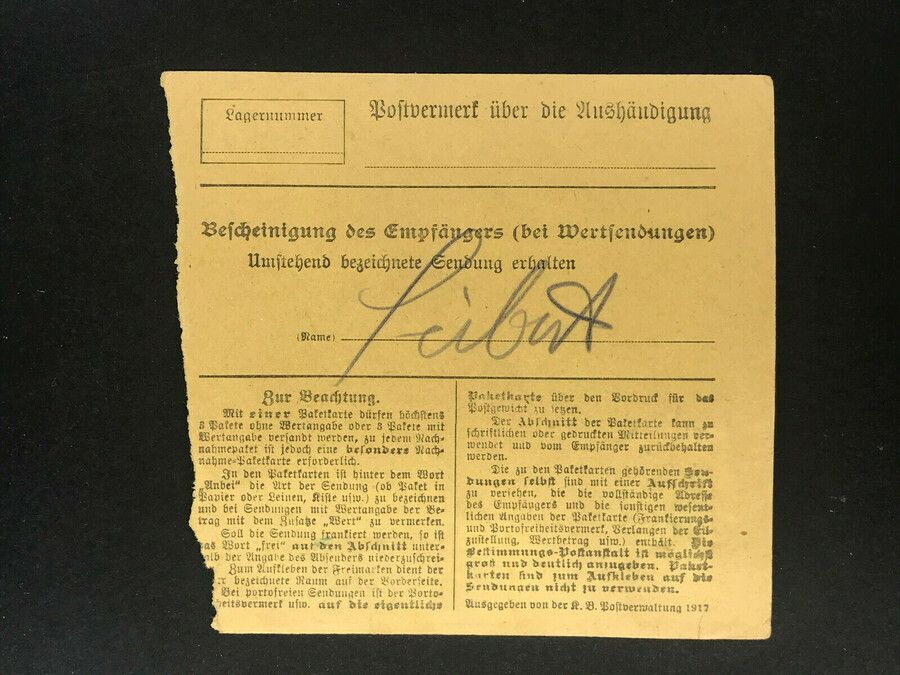 Lagernummer
Postvermerk über die Aushändigung
Bescheinigung des Empfängers (bei Wertsendungen)
Umstehend bezeichnete Sendung erhalten
(Name)
Zur Beachtung.
Mit einer Paketkarte dürfen höchstens
3 Pakete ohne Wertangabe oder 3 Pakete mit
Wertangabe versandt werden, zu jedem Nach-
nahmepaket ist jedoch eine besondere Nach-
nahme-Paketkarte erforderlich.
In den Paketkarten ist hinter dem Wort
„Anbei“ die Art der Sendung (ob Paket in
Papier oder Leinen, Kiste usw.) zu bezeichnen
und bei Sendungen mit Wertangabe der Be-
trag mit dem Zusatze „Wert“ zu vermerken.
Soll die Sendung frankiert werden, so ist
das Wort „frei“ auf den Abschnitt unter-
halb der Angabe des Absenders niederzuschrei-
Zum Aufkleben der Freimarken dient der
bezeichnete Raum auf der Vorderseite.
Bei portofreien Sendungen ist der Porto-
freiheitsvermerk usw. auf die eigentliche
Paketkarte über den Vordruck für das
Postgewicht zu setzen.
Der Abschnitt der Paketkarte kann zu
schriftlichen oder gedruckten Mitteilungen ver-
wendet und vom Empfänger zurückbehalten
werden.
Die zu den Paketkarten gehörenden Sen-
dungen selbst sind mit einer Aufschrift
zu versehen, die die vollständige Adresse
des Empfängers und die sonstigen wesent-
lichen Angaben der Paketkarte (Frankierungs-
und Portofreiheitsvermerk, Verlangen der Eil-
zustellung, Wertbetrag usw.) enthält. Die
Bestimmungs-Postanstalt ist möglichst
groß und deutlich anzugeben. Paket-
karten sind zum Aufkleben auf die
Sendungen nicht zu verwenden.
Ausgegeben von der K. B. Postverwaltung 1917